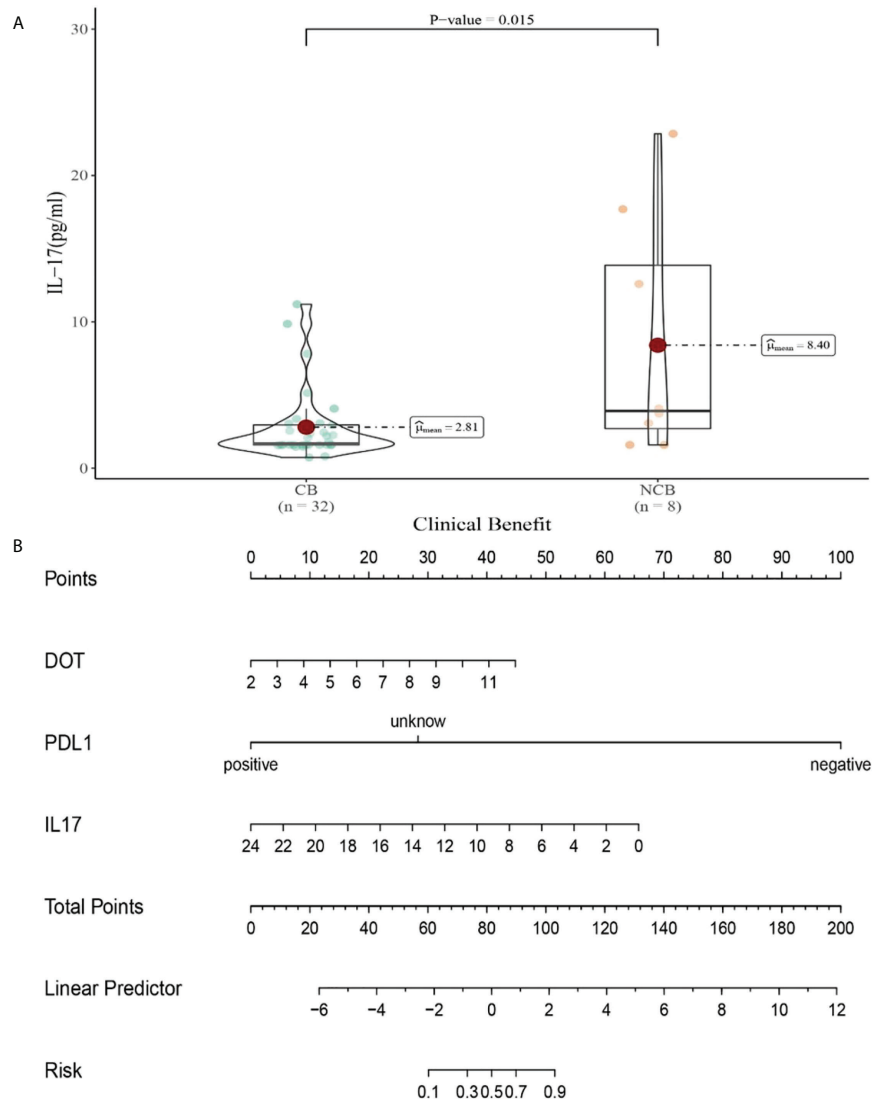 A
P−value = 0.015
30
20
10
0
IL−17(pg/ml)
μ̂mean = 2.81
μ̂mean = 8.40
CB
(n = 32)
NCB
(n = 8)
Clinical Benefit
B
Points
0 10 20 30 40 50 60 70 80 90 100
DOT
2 3 4 5 6 7 8 9 11
PDL1
unknow
positive negative
IL17
24 22 20 18 16 14 12 10 8 6 4 2 0
Total Points
0 20 40 60 80 100 120 140 160 180 200
Linear Predictor
−6 −4 −2 0 2 4 6 8 10 12
Risk
0.1 0.3 0.5 0.7 0.9